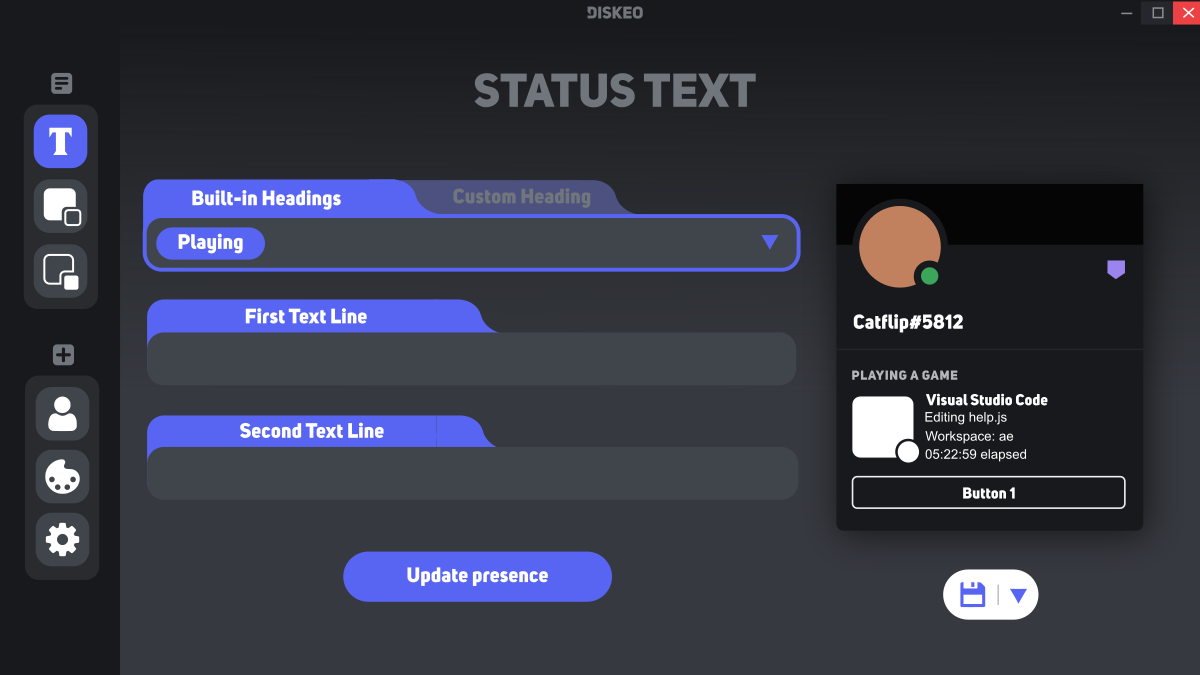 DISKEO
STATUS TEXT
T
Built-in Headings
Custom Heading
Playing
First Text Line
Second Text Line
Update presence
Catflip#5812
PLAYING A GAME
Visual Studio Code
Editing help.js
Workspace: ae
05:22:59 elapsed
Button 1